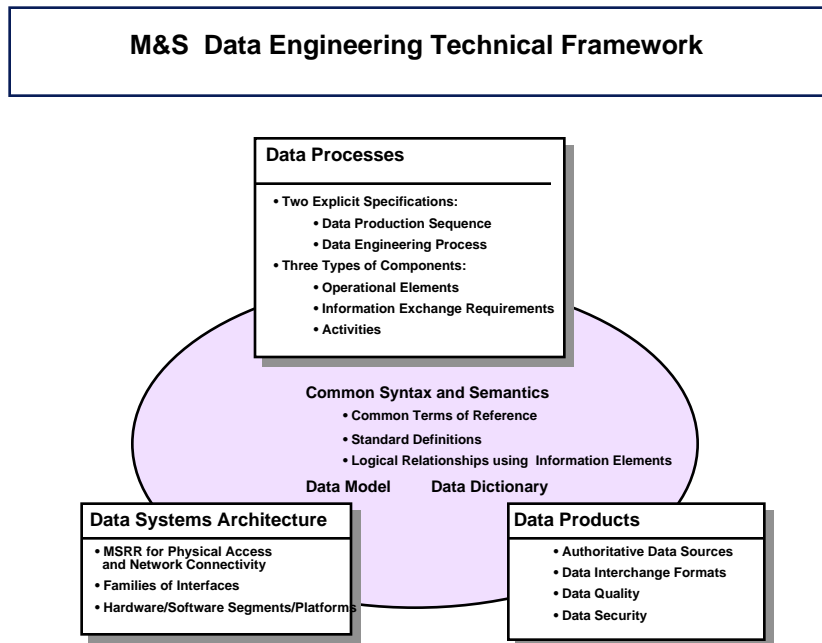 M&S Data Engineering Technical Framework
Data Processes
• Two Explicit Specifications:
• Data Production Sequence
• Data Engineering Process
• Three Types of Components:
• Operational Elements
• Information Exchange Requirements
• Activities
Common Syntax and Semantics
• Common Terms of Reference
• Standard Definitions
• Logical Relationships using Information Elements
Data Model Data Dictionary
Data Systems Architecture
• MSRR for Physical Access
and Network Connectivity
• Families of Interfaces
• Hardware/Software Segments/Platforms
Data Products
• Authoritative Data Sources
• Data Interchange Formats
• Data Quality
• Data Security